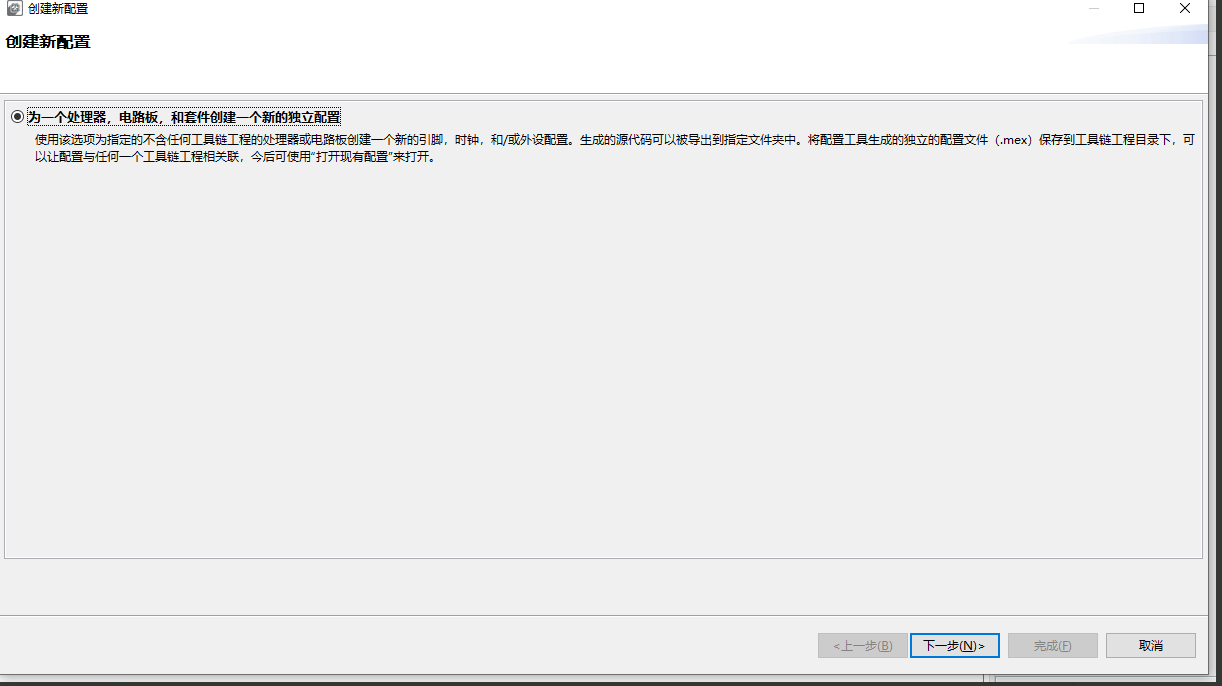 创建新配置
创建新配置
为一个处理器，电路板，和套件创建一个新的独立配置
使用该选项为指定的不含任何工具链工程的处理器或电路板创建一个新的引脚，时钟，和/或外设配置。生成的源代码可以被导出到指定文件夹中。将配置工具生成的独立的配置文件（.mex）保存到工具链工程目录下，可
以让配置与任何一个工具链工程相关联，今后可使用“打开现有配置”来打开。
<上一步(B) 下一步(N)> 完成(F) 取消